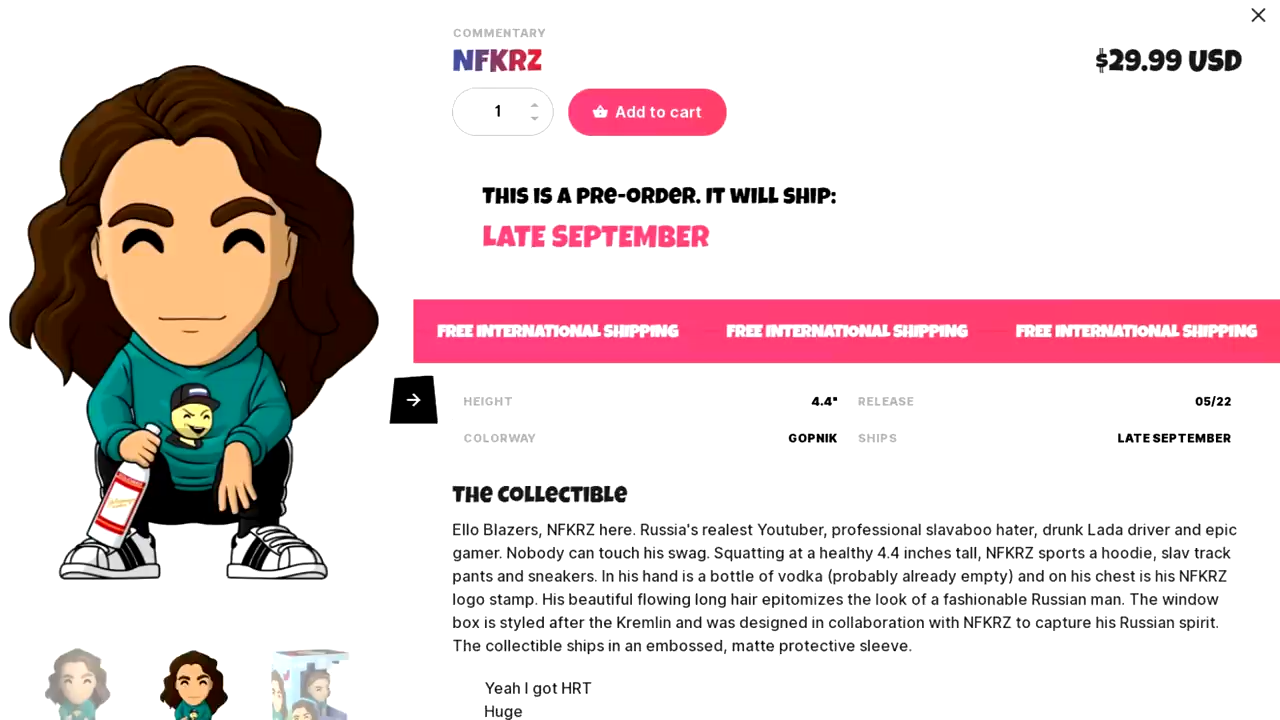 COMMENTARY
NFKRZ
$29.99 USD
1
Add to cart
THIS IS A PRE-ORDER. IT WILL SHIP:
LATE SEPTEMBER
FREE INTERNATIONAL SHIPPING FREE INTERNATIONAL SHIPPING FREE INTERNATIONAL SHIPPING
HEIGHT 4.4" RELEASE 05/22
COLORWAY GOPNIK SHIPS LATE SEPTEMBER
THE COLLECTIBLE
Ello Blazers, NFKRZ here. Russia's realest Youtuber, professional slavaboo hater, drunk Lada driver and epic
gamer. Nobody can touch his swag. Squatting at a healthy 4.4 inches tall, NFKRZ sports a hoodie, slav track
pants and sneakers. In his hand is a bottle of vodka (probably already empty) and on his chest is his NFKRZ
logo stamp. His beautiful flowing long hair epitomizes the look of a fashionable Russian man. The window
box is styled after the Kremlin and was designed in collaboration with NFKRZ to capture his Russian spirit.
The collectible ships in an embossed, matte protective sleeve.
Yeah I got HRT
Huge